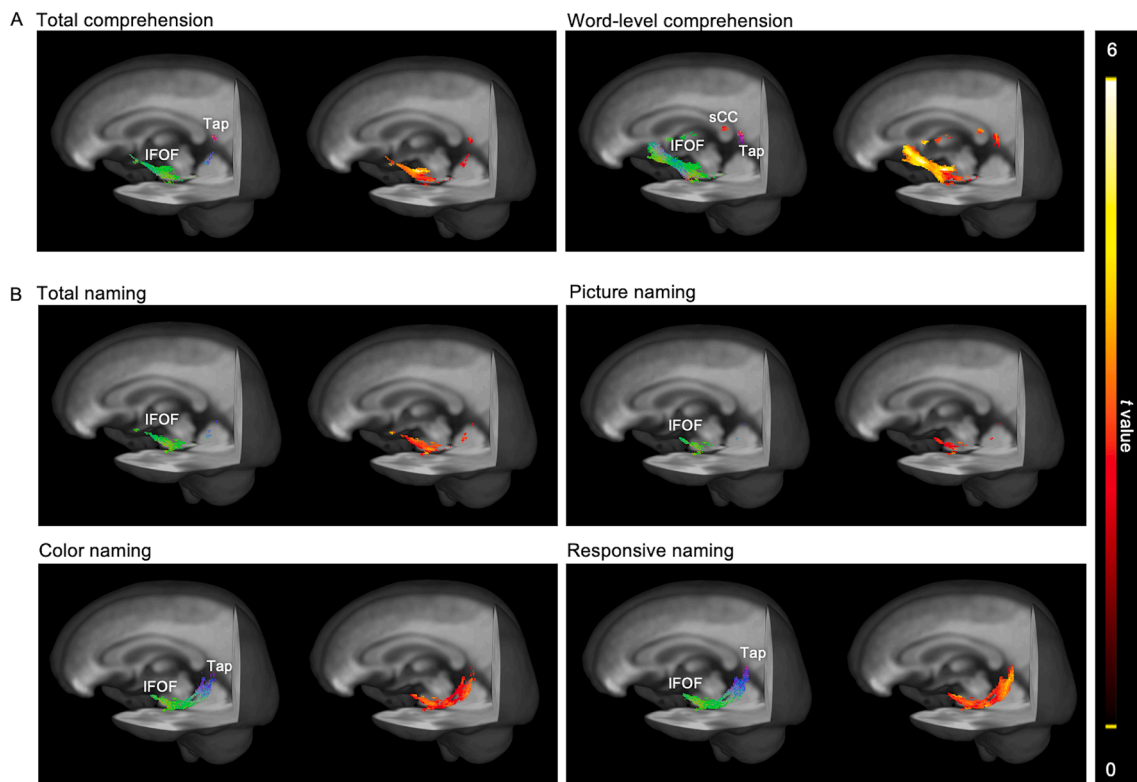 A Total comprehension
Word-level comprehension
Tap
IFOF
sCC
IFOF
Tap
6
t value
0
B Total naming
Picture naming
IFOF
IFOF
Color naming
Responsive naming
Tap
IFOF
Tap
IFOF